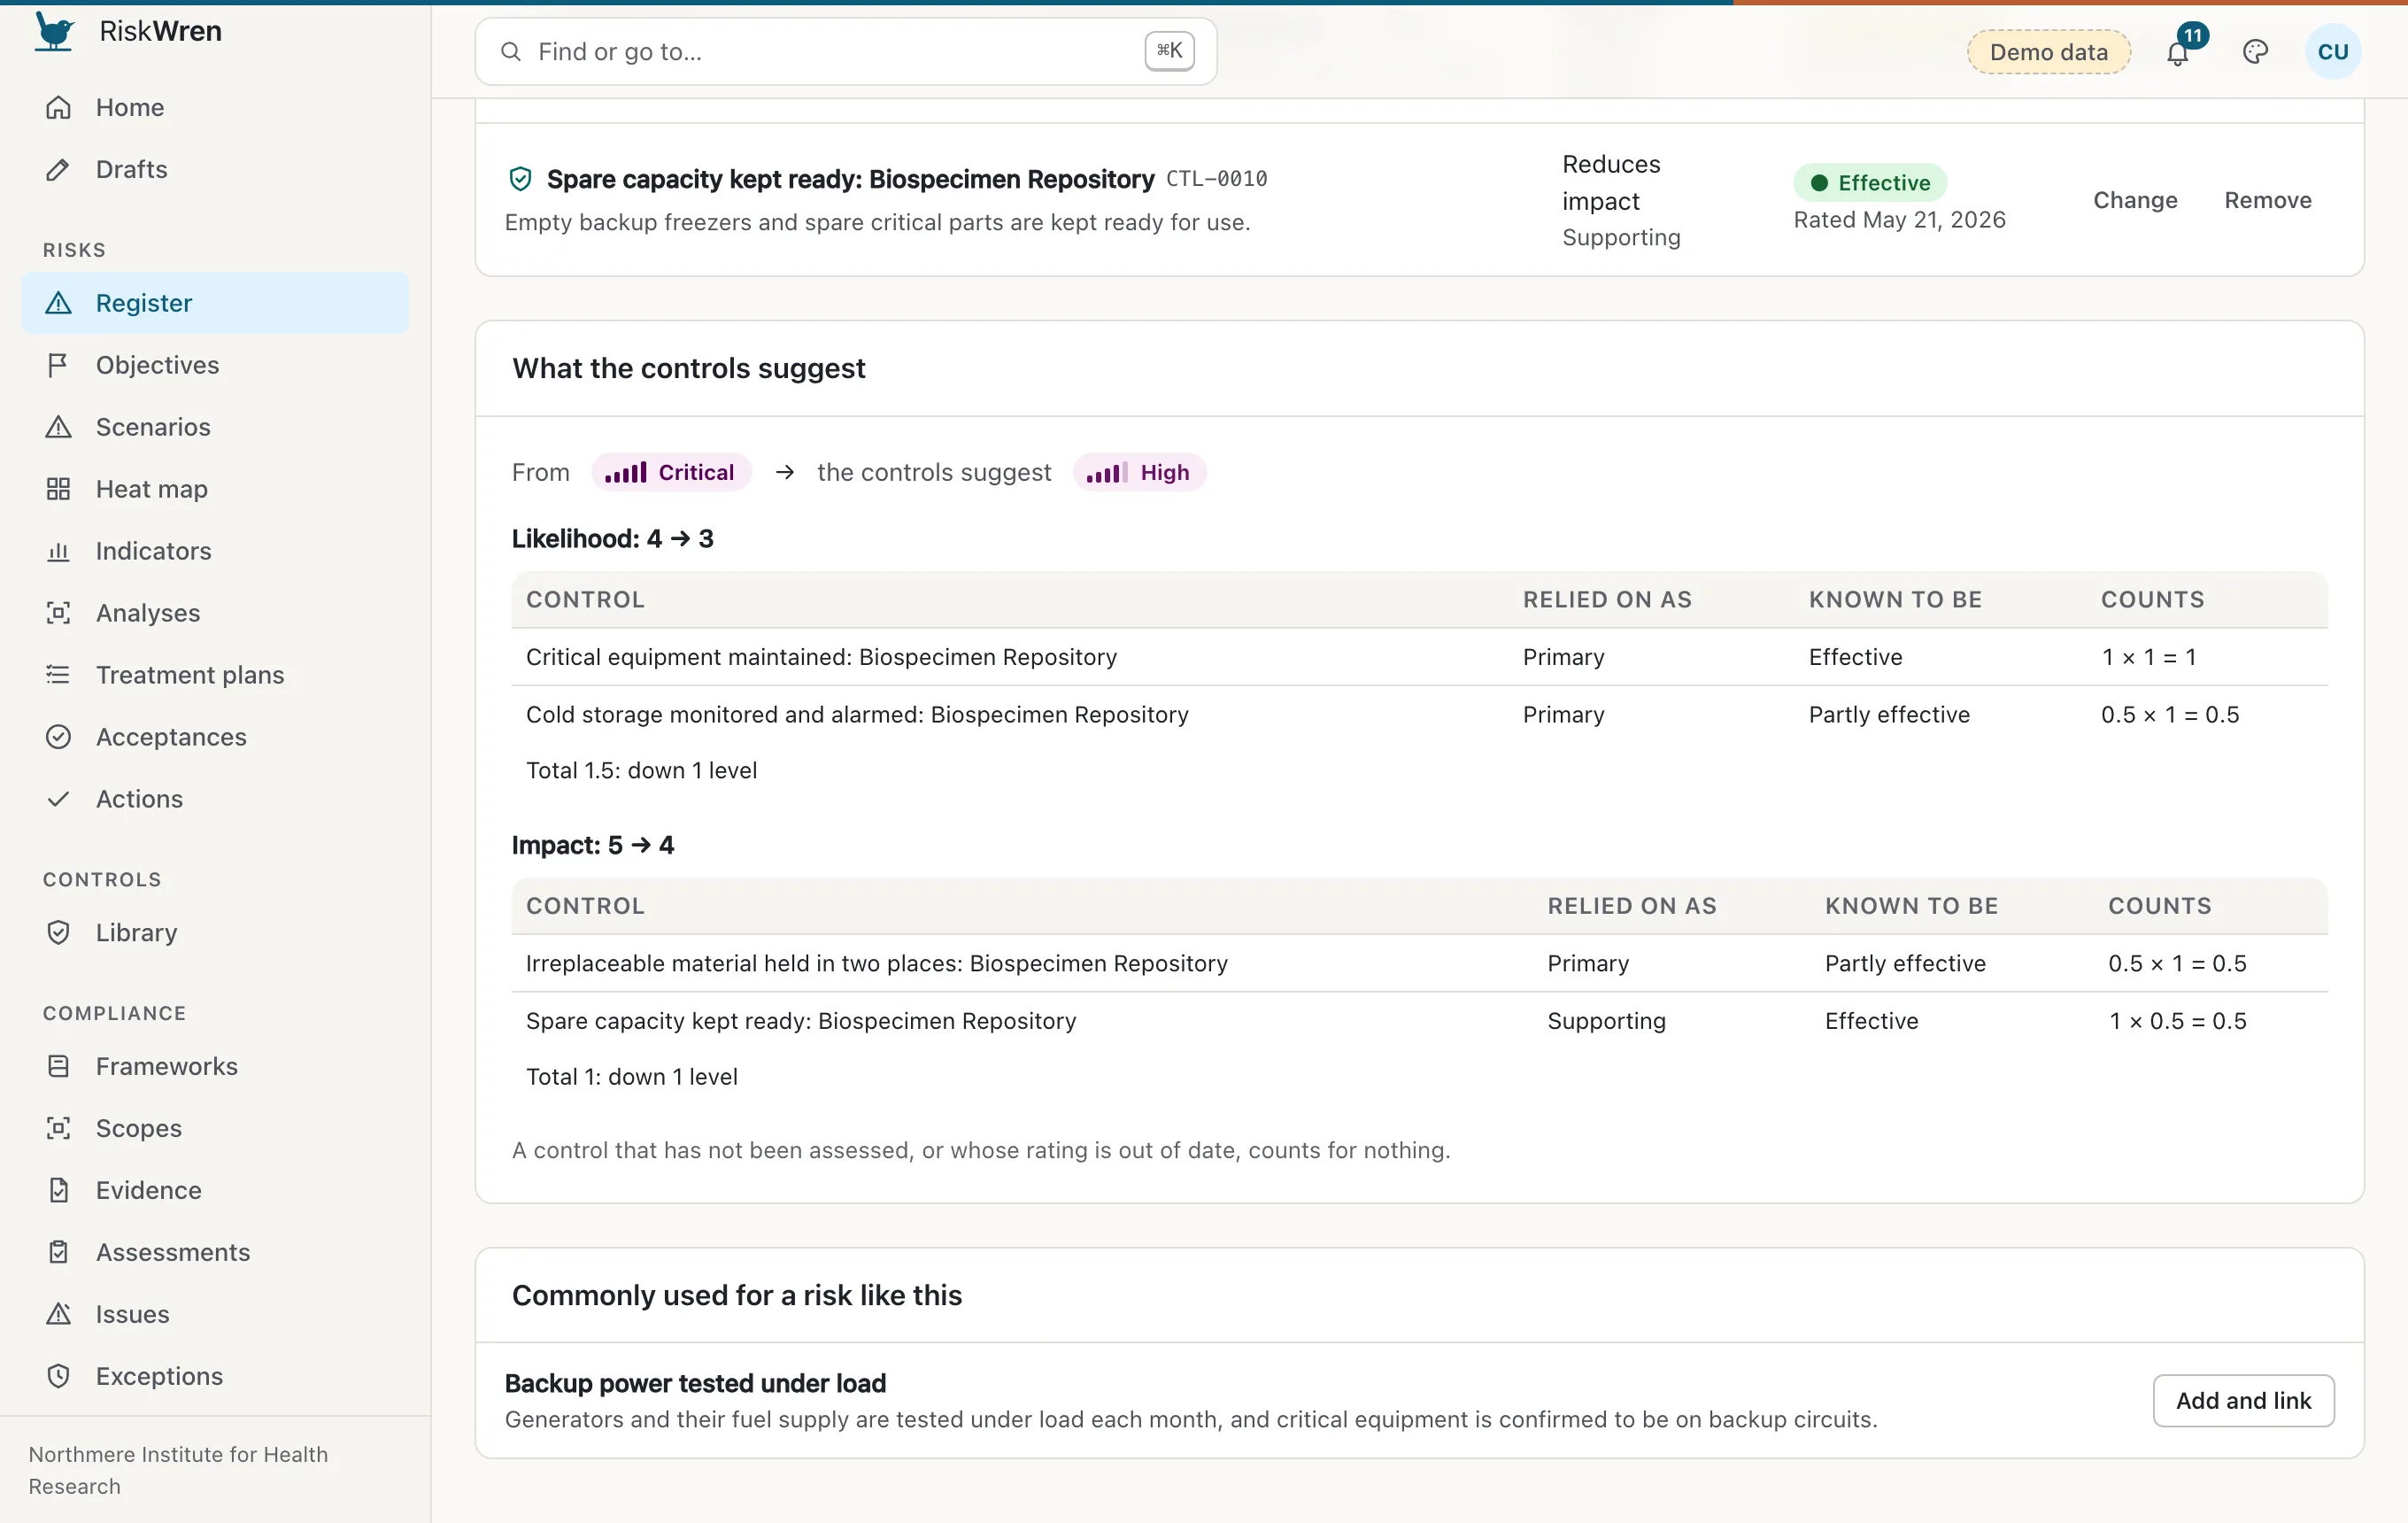 RiskWren
Find or go to...
⌘K
Demo data
11
CU
Home
Drafts
RISKS
Register
Objectives
Scenarios
Heat map
Indicators
Analyses
Treatment plans
Acceptances
Actions
CONTROLS
Library
COMPLIANCE
Frameworks
Scopes
Evidence
Assessments
Issues
Exceptions
Northmere Institute for Health
Research
Spare capacity kept ready: Biospecimen Repository CTL-0010
Empty backup freezers and spare critical parts are kept ready for use.
Reduces
impact
Supporting
Effective
Rated May 21, 2026
Change
Remove
What the controls suggest
From Critical → the controls suggest High
Likelihood: 4 → 3
CONTROL RELIED ON AS KNOWN TO BE COUNTS
Critical equipment maintained: Biospecimen Repository Primary Effective 1 × 1 = 1
Cold storage monitored and alarmed: Biospecimen Repository Primary Partly effective 0.5 × 1 = 0.5
Total 1.5: down 1 level
Impact: 5 → 4
CONTROL RELIED ON AS KNOWN TO BE COUNTS
Irreplaceable material held in two places: Biospecimen Repository Primary Partly effective 0.5 × 1 = 0.5
Spare capacity kept ready: Biospecimen Repository Supporting Effective 1 × 0.5 = 0.5
Total 1: down 1 level
A control that has not been assessed, or whose rating is out of date, counts for nothing.
Commonly used for a risk like this
Backup power tested under load
Generators and their fuel supply are tested under load each month, and critical equipment is confirmed to be on backup circuits.
Add and link